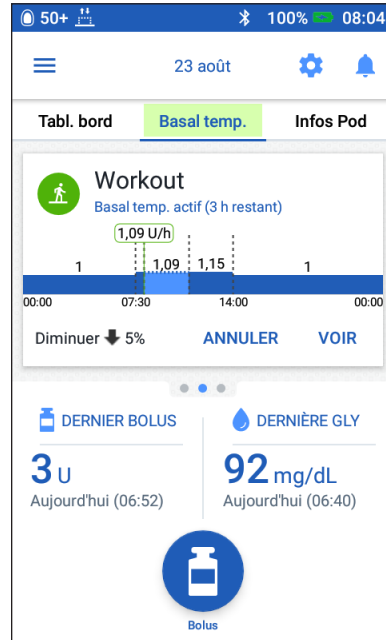 50+ 100% 08:04
23 août
Tabl. bord Basal temp. Infos Pod
Workout
Basal temp. actif (3 h restant)
1,09 U/h
1 1,09 1,15 1
00:00 07:30 14:00 00:00
Diminuer 5% ANNULER VOIR
DERNIER BOLUS DERNIÈRE GLY
3 U 92 mg/dL
Aujourd'hui (06:52) Aujourd'hui (06:40)
Bolus